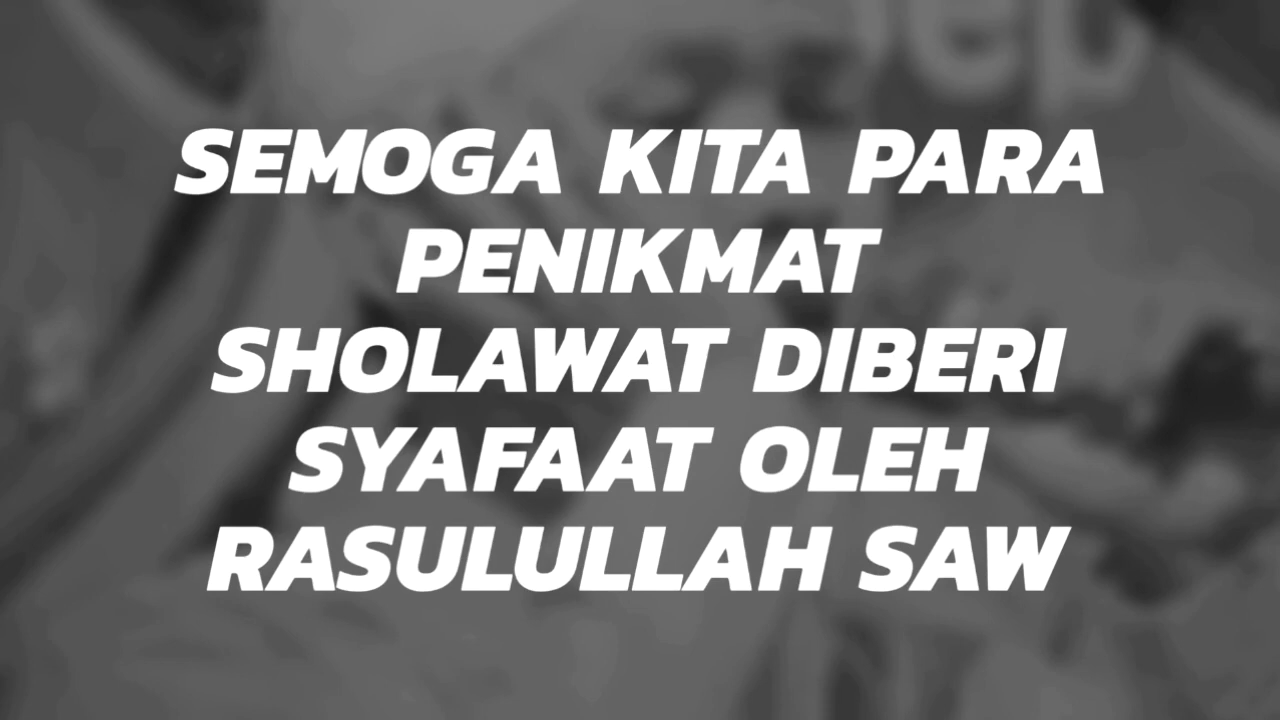 SEMOGA KITA PARA
PENIKMAT
SHOLAWAT DIBERI
SYAFAAT OLEH
RASULULLAH SAW